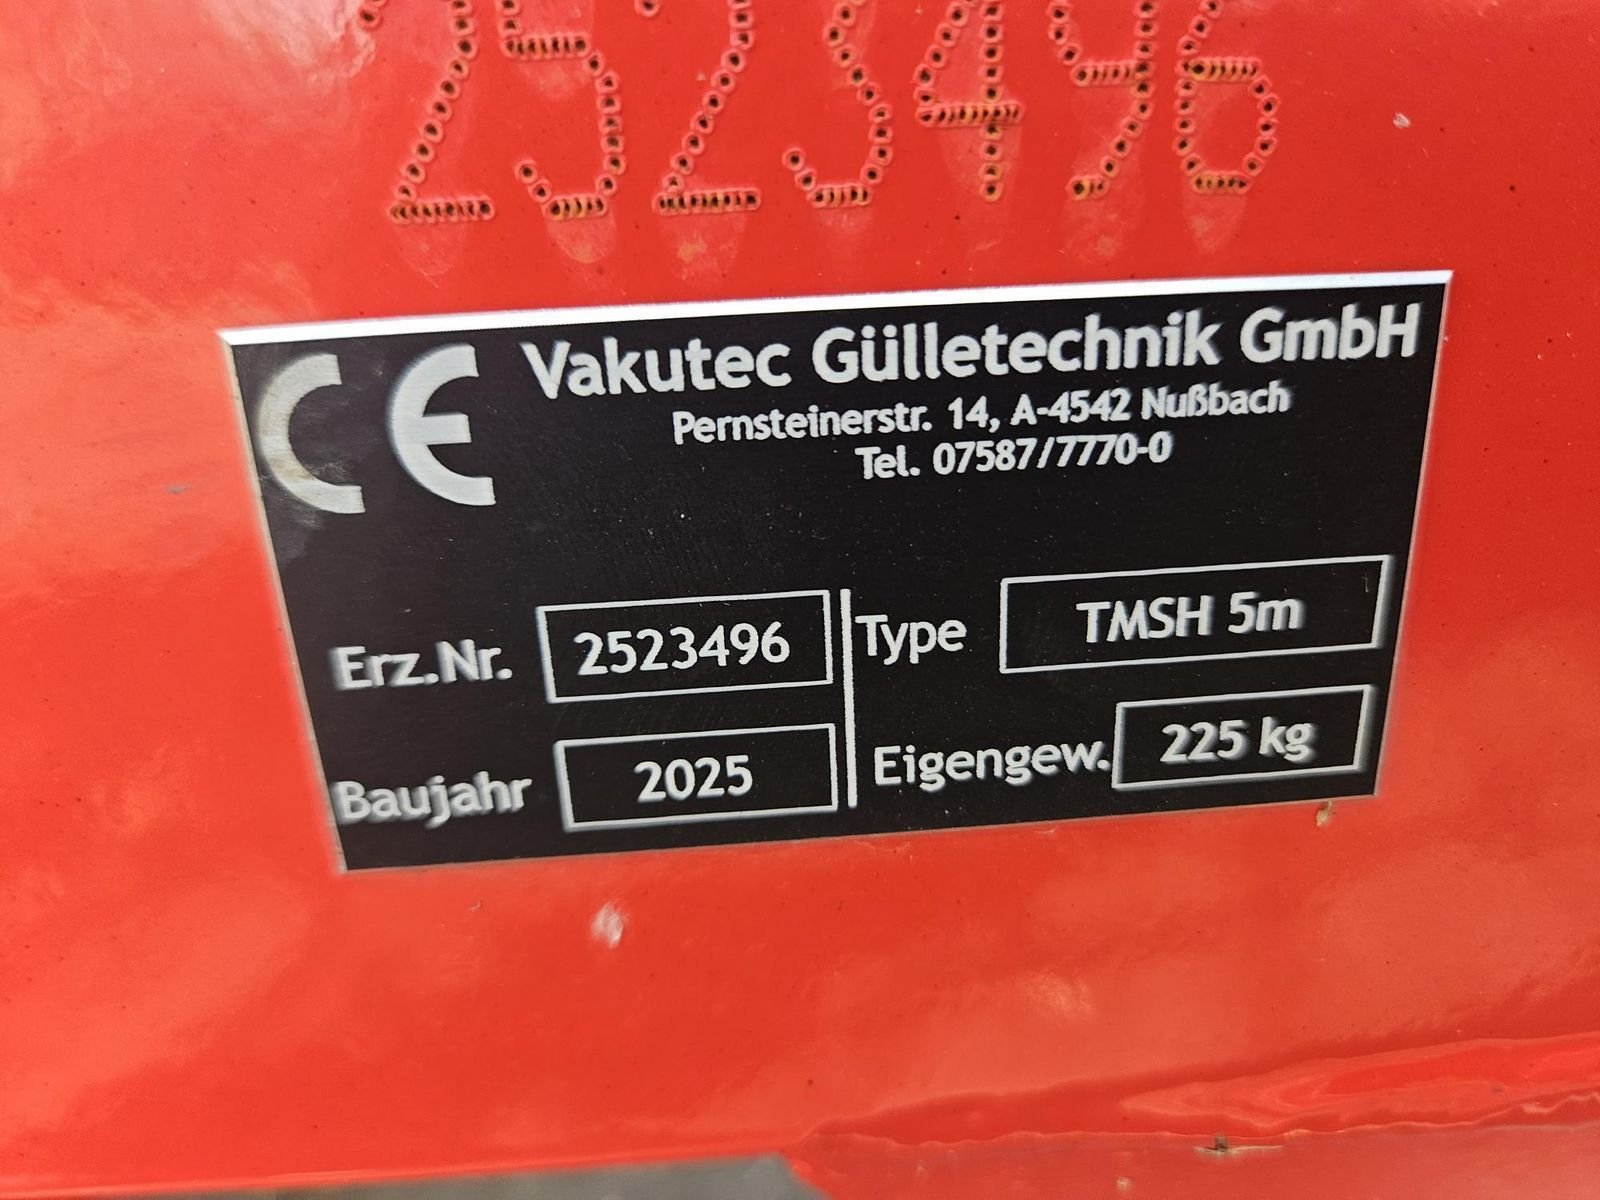 2523496
CE
Vakutec Gülletechnik GmbH
Pernsteinerstr. 14, A-4542 Nußbach
Tel. 07587/7770-0
Erz.Nr. 2523496 Type TMSH 5m
Baujahr 2025 Eigengew. 225 kg